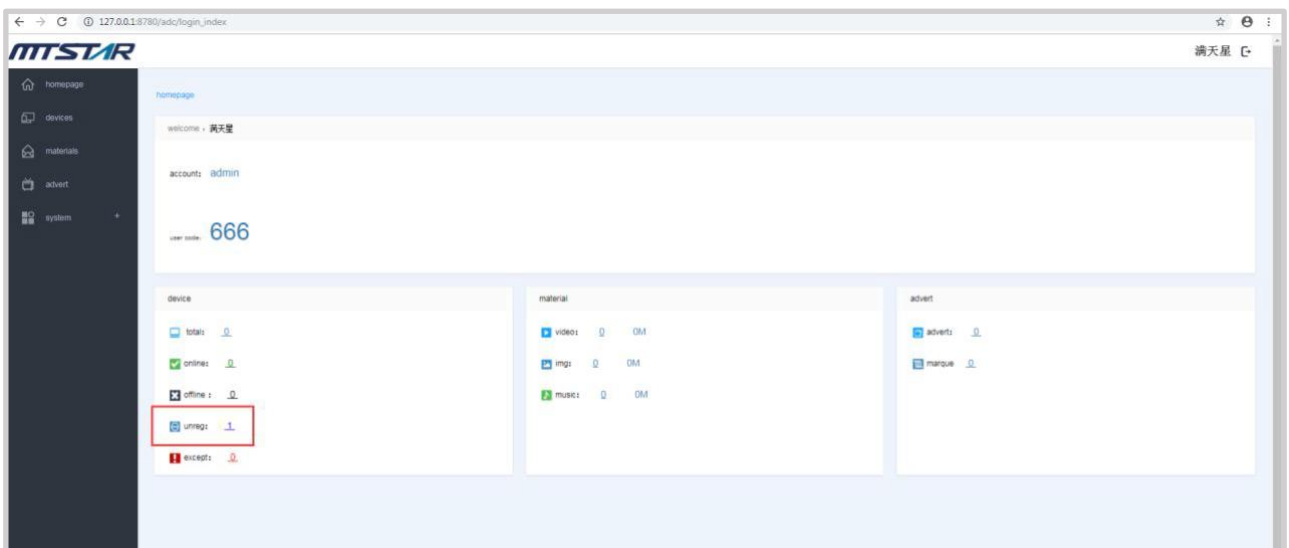 127.0.0.1:8780/adc/login_index
MTSTAR
满天星
homepage
devices
materials
advert
system +
homepage
welcome , 满天星
account: admin
user code: 666
device
total: 0
online: 0
offline : 0
unreg: 1
except: 0
material
video: 0 0M
img: 0 0M
music: 0 0M
advert
advert: 0
marque 0